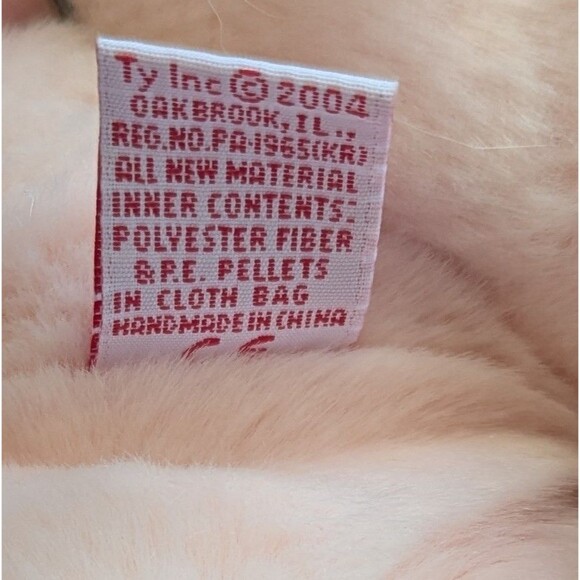 Ty Inc © 2004
OAKBROOK, IL.,
REG.NO.PA-1965(KR)
ALL NEW MATERIAL
INNER CONTENTS:
POLYESTER FIBER
& P.E. PELLETS
IN CLOTH BAG
HANDMADE IN CHINA
CE